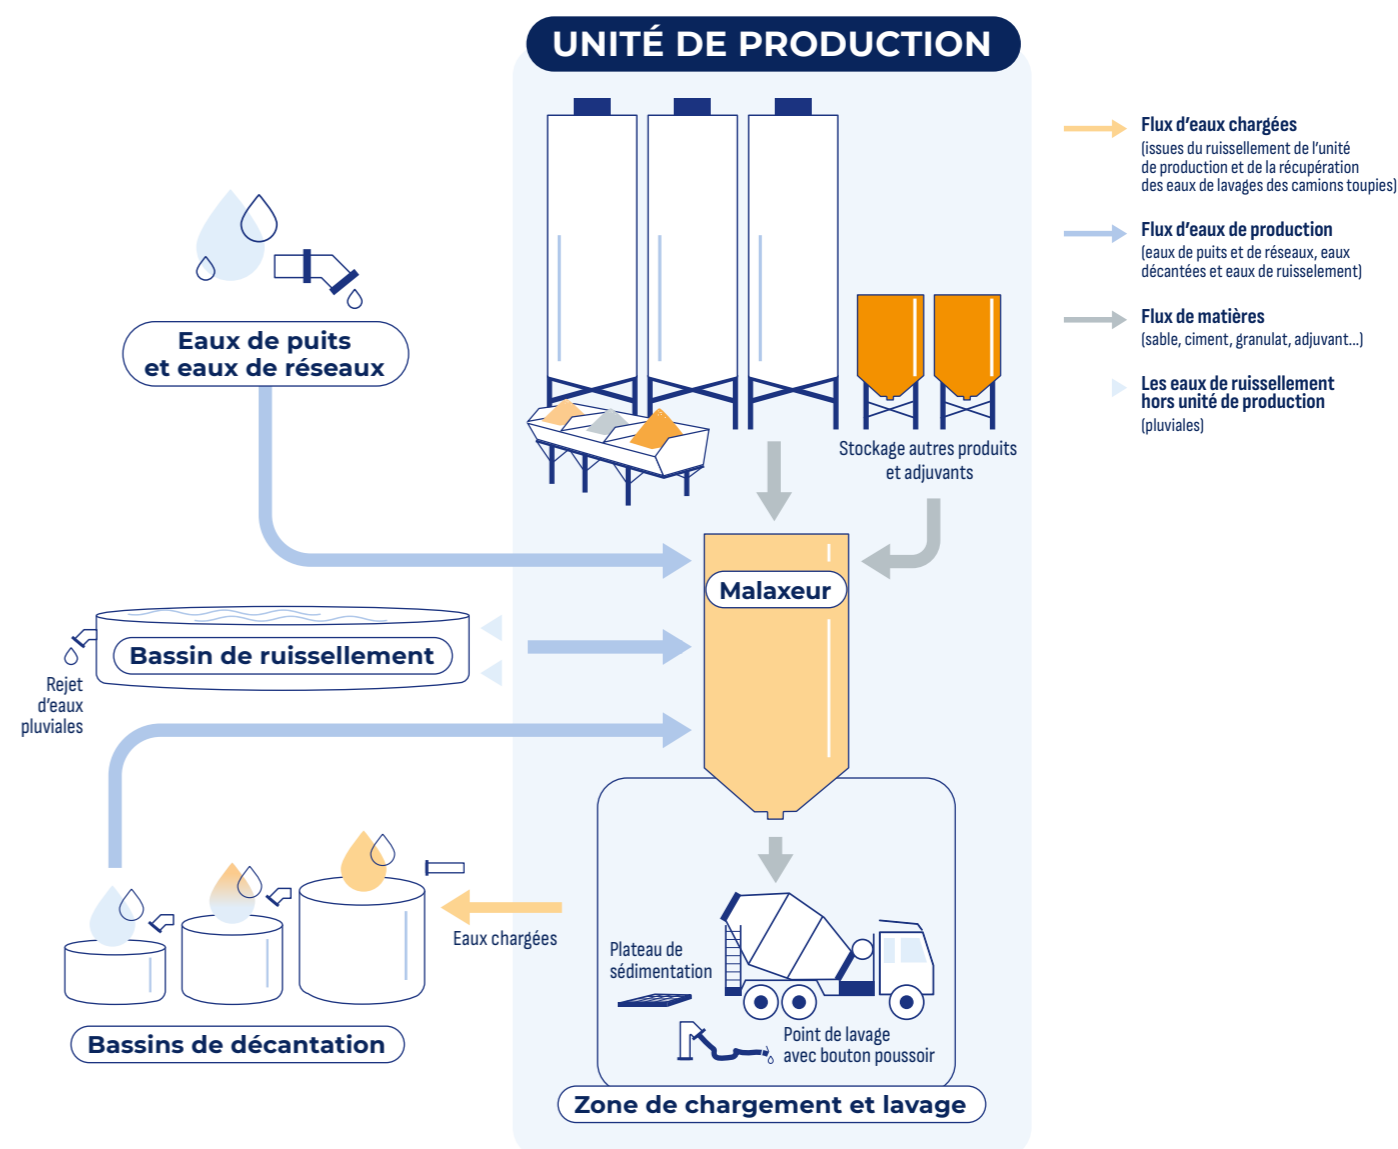 UNITÉ DE PRODUCTION
Flux d'eaux chargées
(issues du ruissellement de l'unité
de production et de la récupération
des eaux de lavages des camions toupies)
Flux d'eaux de production
(eaux de puits et de réseaux, eaux
décantées et eaux de ruisselement)
Flux de matières
(sable, ciment, granulat, adjuvant...)
Les eaux de ruissellement
hors unité de production
(pluviales)
Eaux de puits
et eaux de réseaux
Stockage autres produits
et adjuvants
Malaxeur
Bassin de ruissellement
Rejet
d'eaux
pluviales
Eaux chargées
Plateau de
sédimentation
Point de lavage
avec bouton poussoir
Bassins de décantation
Zone de chargement et lavage